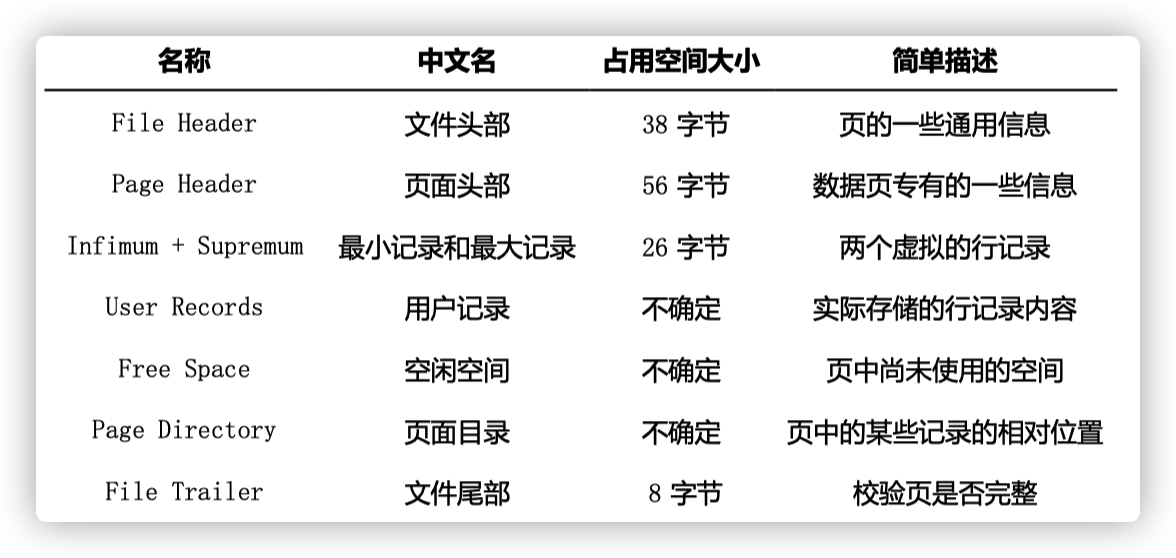 名称 中文名 占用空间大小 简单描述
File Header 文件头部 38 字节 页的一些通用信息
Page Header 页面头部 56 字节 数据页专有的一些信息
Infimum + Supremum 最小记录和最大记录 26 字节 两个虚拟的行记录
User Records 用户记录 不确定 实际存储的行记录内容
Free Space 空闲空间 不确定 页中尚未使用的空间
Page Directory 页面目录 不确定 页中的某些记录的相对位置
File Trailer 文件尾部 8 字节 校验页是否完整